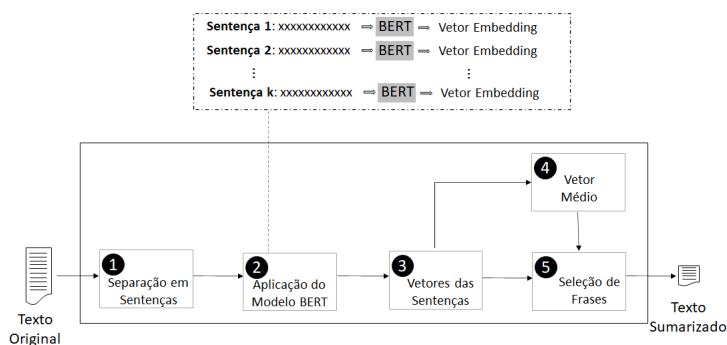 Sentença 1: xxxxxxxxxxxx ⇒ BERT ⇒ Vetor Embedding
Sentença 2: xxxxxxxxxxxx ⇒ BERT ⇒ Vetor Embedding
⋮ ⋮
Sentença k: xxxxxxxxxxxx ⇒ BERT ⇒ Vetor Embedding
4
Vetor
Médio
1
Separação em
Sentenças
2
Aplicação do
Modelo BERT
3
Vetores das
Sentenças
5
Seleção de
Frases
Texto
Original
Texto
Sumarizado